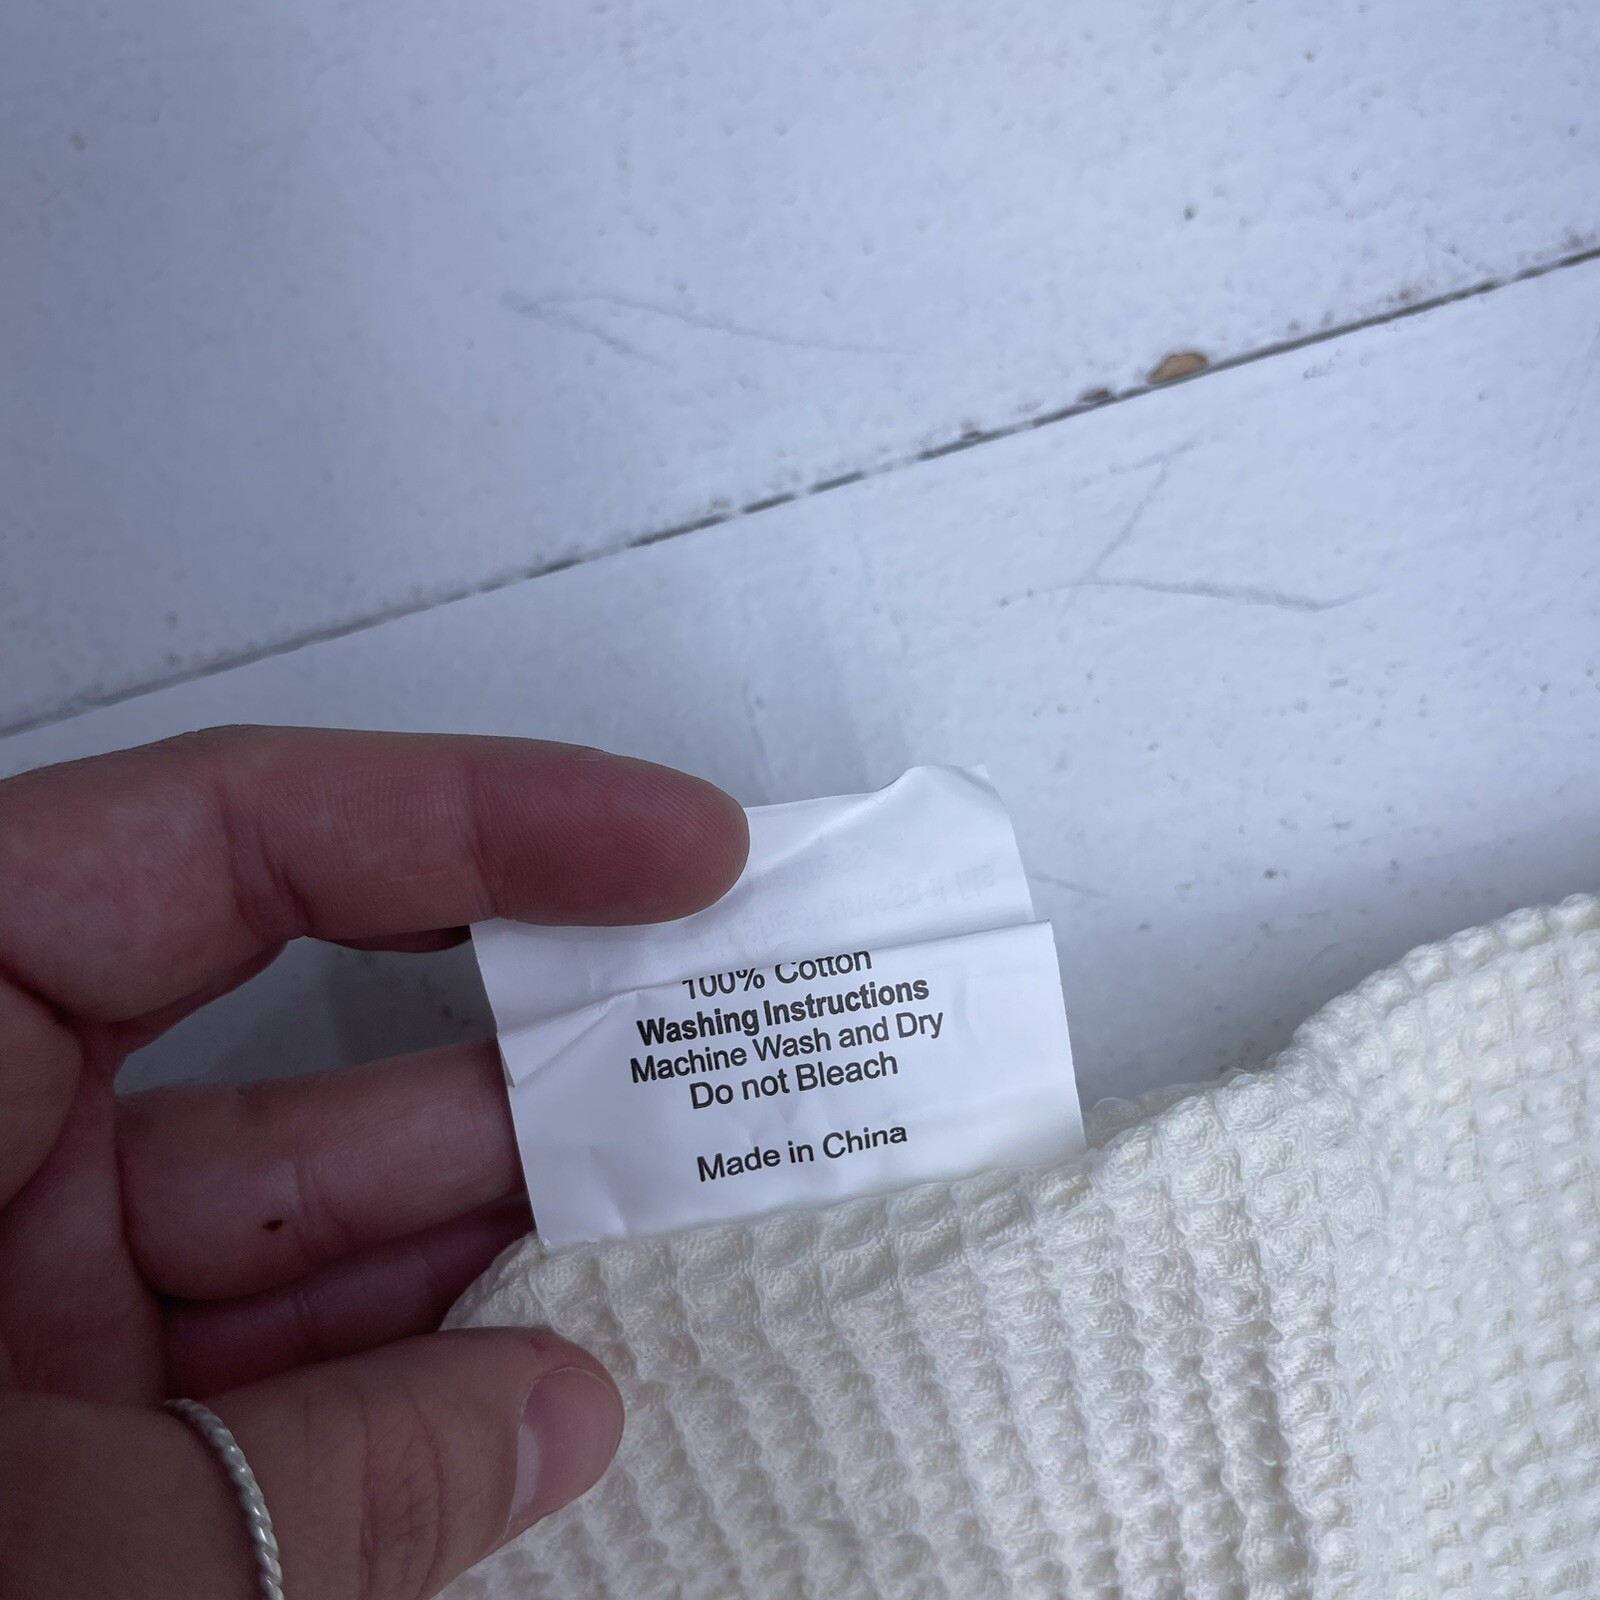 100% Cotton
Washing Instructions
Machine Wash and Dry
Do not Bleach
Made in China